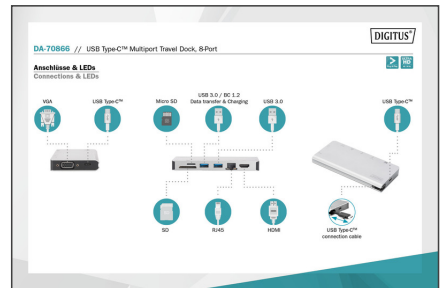 DIGITUS®
DA-70866 // USB Type-C™ Multiport Travel Dock, 8-Port
Anschlüsse & LEDs
Connections & LEDs
VGA
USB Type-C™
Micro SD
USB 3.0 / BC 1.2
Data transfer & Charging
USB 3.0
USB Type-C™
SD
RJ45
HDMI
USB Type-C™
connection cable